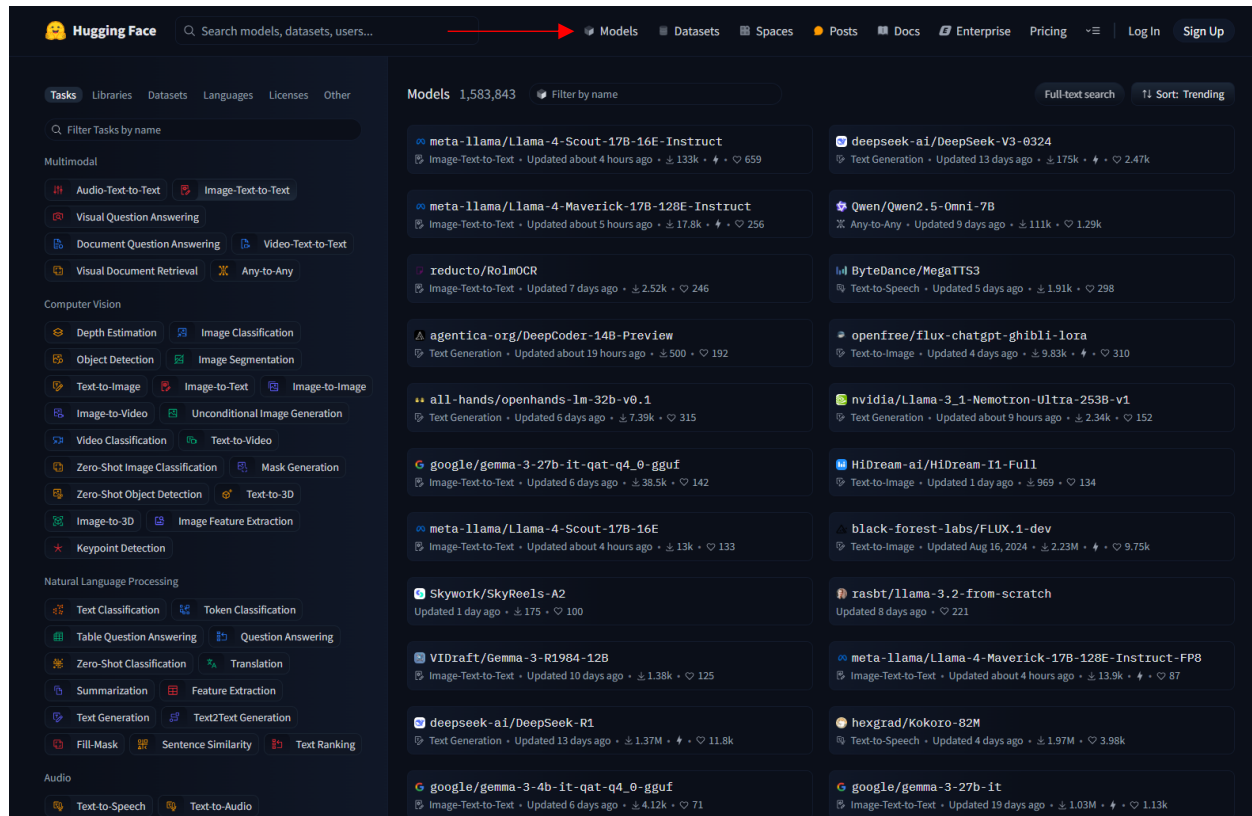 Hugging Face
Search models, datasets, users...
Models
Datasets
Spaces
Posts
Docs
Enterprise
Pricing
Log In
Sign Up
Tasks
Libraries
Datasets
Languages
Licenses
Other
Filter Tasks by name
Multimodal
Audio-Text-to-Text
Image-Text-to-Text
Visual Question Answering
Document Question Answering
Video-Text-to-Text
Visual Document Retrieval
Any-to-Any
Computer Vision
Depth Estimation
Image Classification
Object Detection
Image Segmentation
Text-to-Image
Image-to-Text
Image-to-Image
Image-to-Video
Unconditional Image Generation
Video Classification
Text-to-Video
Zero-Shot Image Classification
Mask Generation
Zero-Shot Object Detection
Text-to-3D
Image-to-3D
Image Feature Extraction
Keypoint Detection
Natural Language Processing
Text Classification
Token Classification
Table Question Answering
Question Answering
Zero-Shot Classification
Translation
Summarization
Feature Extraction
Text Generation
Text2Text Generation
Fill-Mask
Sentence Similarity
Text Ranking
Audio
Text-to-Speech
Text-to-Audio
Models 1,583,843
Filter by name
Full-text search
Sort: Trending
meta-llama/Llama-4-Scout-17B-16E-Instruct
Image-Text-to-Text • Updated about 4 hours ago • 133k • 659
deepseek-ai/DeepSeek-V3-0324
Text Generation • Updated 13 days ago • 175k • 2.47k
meta-llama/Llama-4-Maverick-17B-128E-Instruct
Image-Text-to-Text • Updated about 5 hours ago • 17.8k • 256
Qwen/Qwen2.5-Omni-7B
Any-to-Any • Updated 9 days ago • 111k • 1.29k
reducto/RolmOCR
Image-Text-to-Text • Updated 7 days ago • 2.52k • 246
ByteDance/MegaTTS3
Text-to-Speech • Updated 5 days ago • 1.91k • 298
agentica-org/DeepCoder-14B-Preview
Text Generation • Updated about 19 hours ago • 500 • 192
openfree/flux-chatgpt-ghibli-lora
Text-to-Image • Updated 4 days ago • 9.83k • 310
all-hands/openhands-lm-32b-v0.1
Text Generation • Updated 6 days ago • 7.39k • 315
nvidia/Llama-3_1-Nemotron-Ultra-253B-v1
Text Generation • Updated about 9 hours ago • 2.34k • 152
google/gemma-3-27b-it-qat-q4_0-gguf
Image-Text-to-Text • Updated 6 days ago • 38.5k • 142
HiDream-ai/HiDream-I1-Full
Text-to-Image • Updated 1 day ago • 969 • 134
meta-llama/Llama-4-Scout-17B-16E
Image-Text-to-Text • Updated about 4 hours ago • 13k • 133
black-forest-labs/FLUX.1-dev
Text-to-Image • Updated Aug 16, 2024 • 2.23M • 9.75k
Skywork/SkyReels-A2
Updated 1 day ago • 175 • 100
rasbt/llama-3.2-from-scratch
Updated 8 days ago • 221
VIDraft/Gemma-3-R1984-12B
Image-Text-to-Text • Updated 10 days ago • 1.38k • 125
meta-llama/Llama-4-Maverick-17B-128E-Instruct-FP8
Image-Text-to-Text • Updated about 4 hours ago • 13.9k • 87
deepseek-ai/DeepSeek-R1
Text Generation • Updated 13 days ago • 1.37M • 11.8k
hexgrad/Kokoro-82M
Text-to-Speech • Updated 4 days ago • 1.97M • 3.98k
google/gemma-3-4b-it-qat-q4_0-gguf
Image-Text-to-Text • Updated 6 days ago • 4.12k • 71
google/gemma-3-27b-it
Image-Text-to-Text • Updated 19 days ago • 1.03M • 1.13k